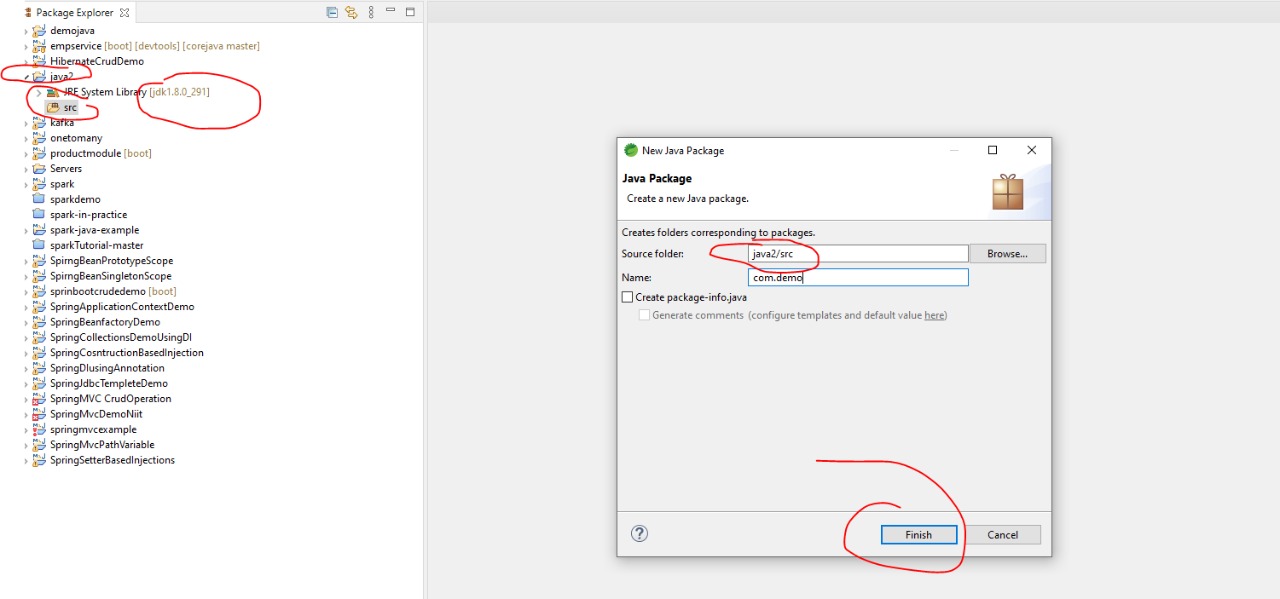 Package Explorer
demojava
empservice [boot] [devtools] [corejava master]
HibernateCrudDemo
java2
JRE System Library [jdk1.8.0_291]
src
kafka
onetomany
productmodule [boot]
Servers
spark
sparkdemo
spark-in-practice
spark-java-example
sparkTutorial-master
SpirngBeanPrototypeScope
SpirngBeanSingletonScope
sprinbootcrudedemo [boot]
SpringApplicationContextDemo
SpringBeanfactoryDemo
SpringCollectionsDemoUsingDI
SpringCosntructionBasedInjection
SpringDIusingAnnotation
SpringJdbcTempleteDemo
SpringMVC CrudOperation
SpringMvcDemoNiit
springmvcexample
SpringMvcPathVariable
SpringSetterBasedInjections
New Java Package
Java Package
Create a new Java package.
Creates folders corresponding to packages.
Source folder: java2/src Browse...
Name: com.demo
Create package-info.java
Generate comments (configure templates and default value here)
? Finish Cancel